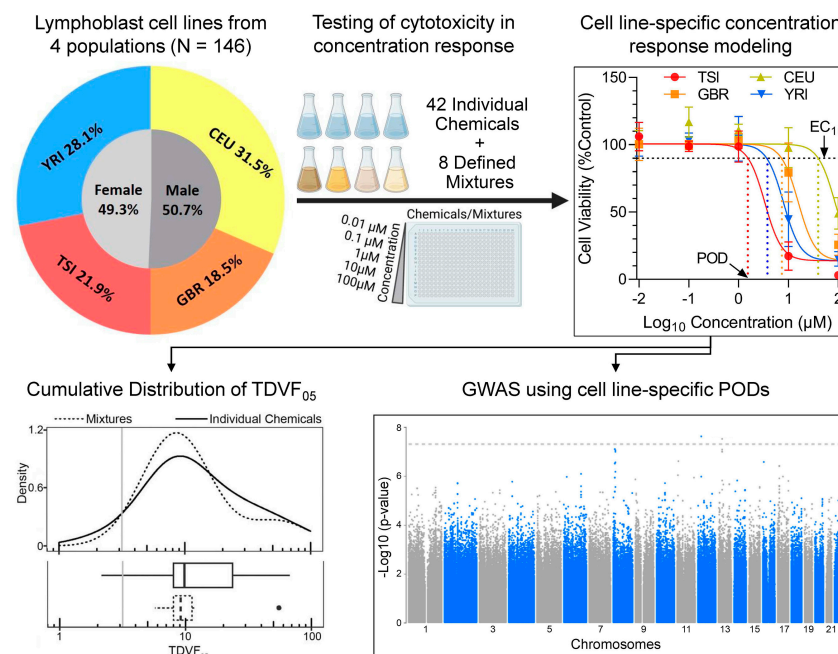 Lymphoblast cell lines from
4 populations (N = 146)
YRI 28.1%
CEU 31.5%
Female
49.3%
Male
50.7%
TSI 21.9%
GBR 18.5%
Testing of cytotoxicity in
concentration response
42 Individual
Chemicals
+
8 Defined
Mixtures
Chemicals/Mixtures
0.01 µM
0.1 µM
1µM
10µM
100µM
Concentration
Cell line-specific concentration
response modeling
TSI
CEU
GBR
YRI
EC1
150
100
50
0
Cell Viability (%Control)
POD
-2
-1
0
1
2
Log10 Concentration (µM)
Cumulative Distribution of TDVF05
Mixtures
Individual Chemicals
1.2
0.6
0
Density
1
10
100
TDVF
GWAS using cell line-specific PODs
8
6
4
2
0
-Log10 (p-value)
1
3
5
7
9
11
13
15
17
19
21
Chromosomes